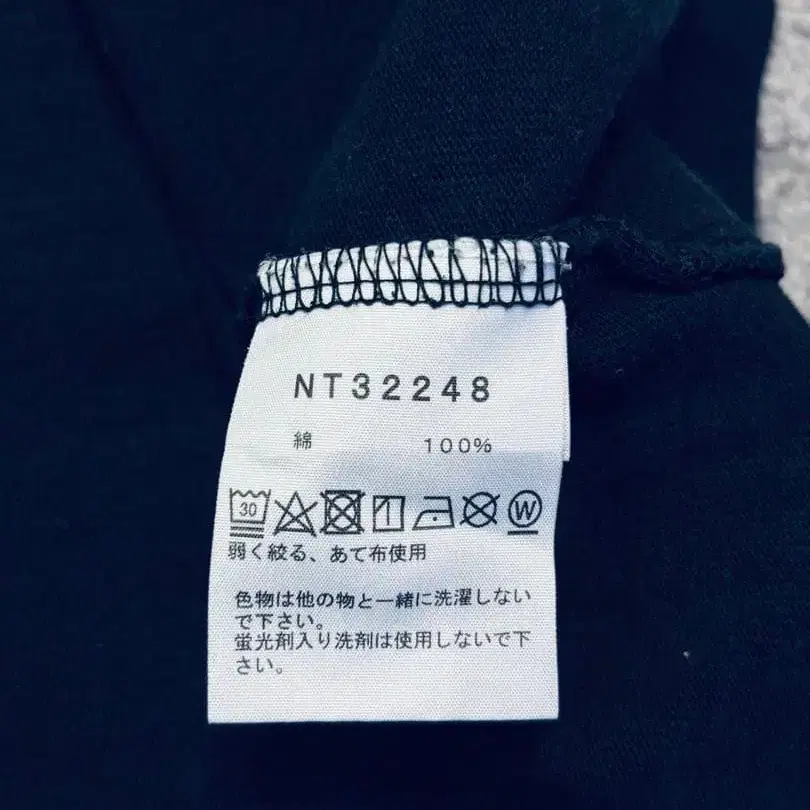 NT32248
綿 100%
30 W
弱く絞る、あて布使用
色物は他の物と一緒に洗濯しない
で下さい。
蛍光剤入り洗剤は使用しないで下
さい。